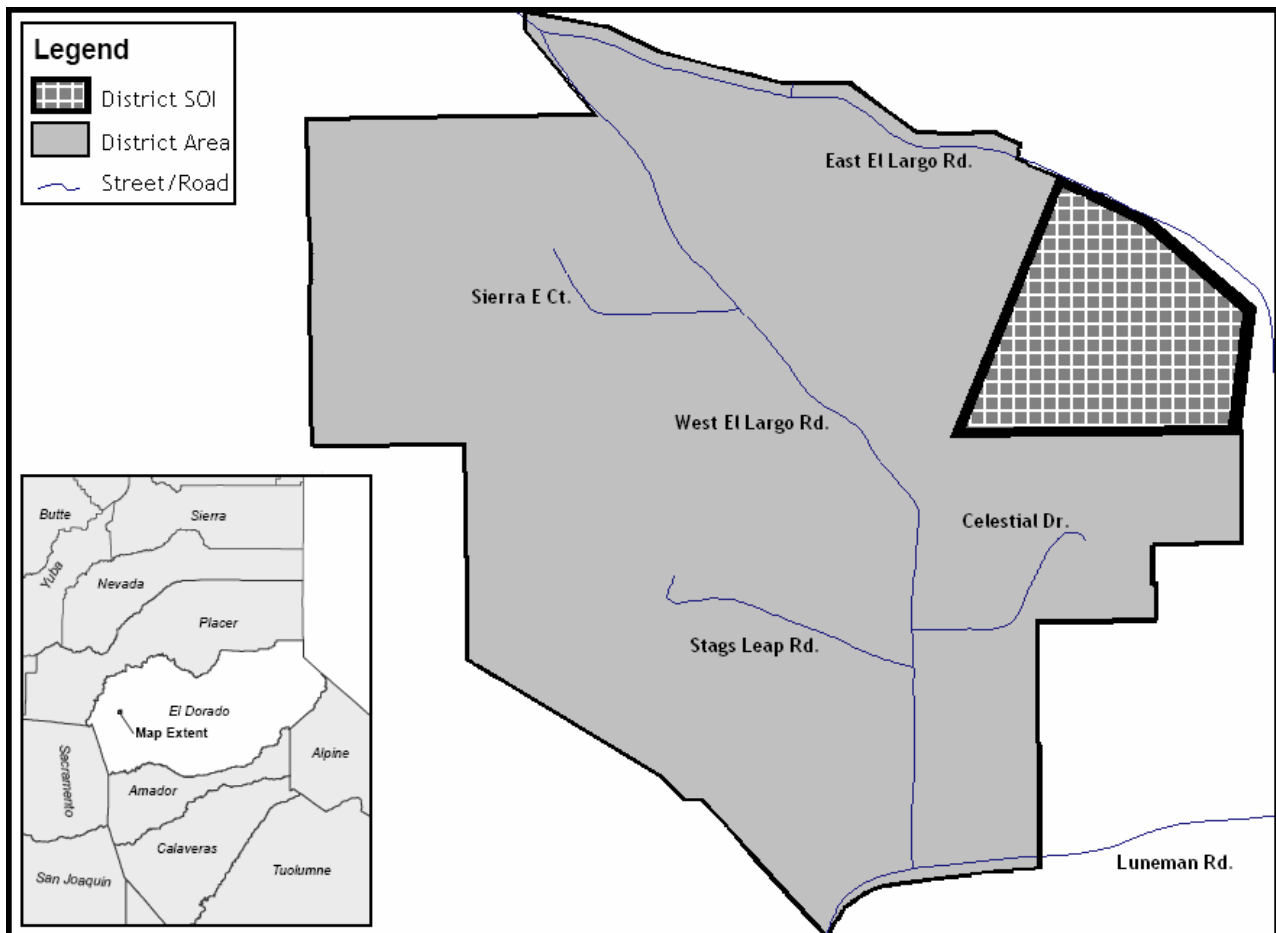 Legend
District SOI
District Area
Street/Road
East El Largo Rd.
Sierra E Ct.
West El Largo Rd.
Celestial Dr.
Stags Leap Rd.
Luneman Rd.
Butte
Sierra
Yuba
Nevada
Placer
El Dorado
Map Extent
Sacramento
Alpine
Amador
Calaveras
Tuolumne
San Joaquin